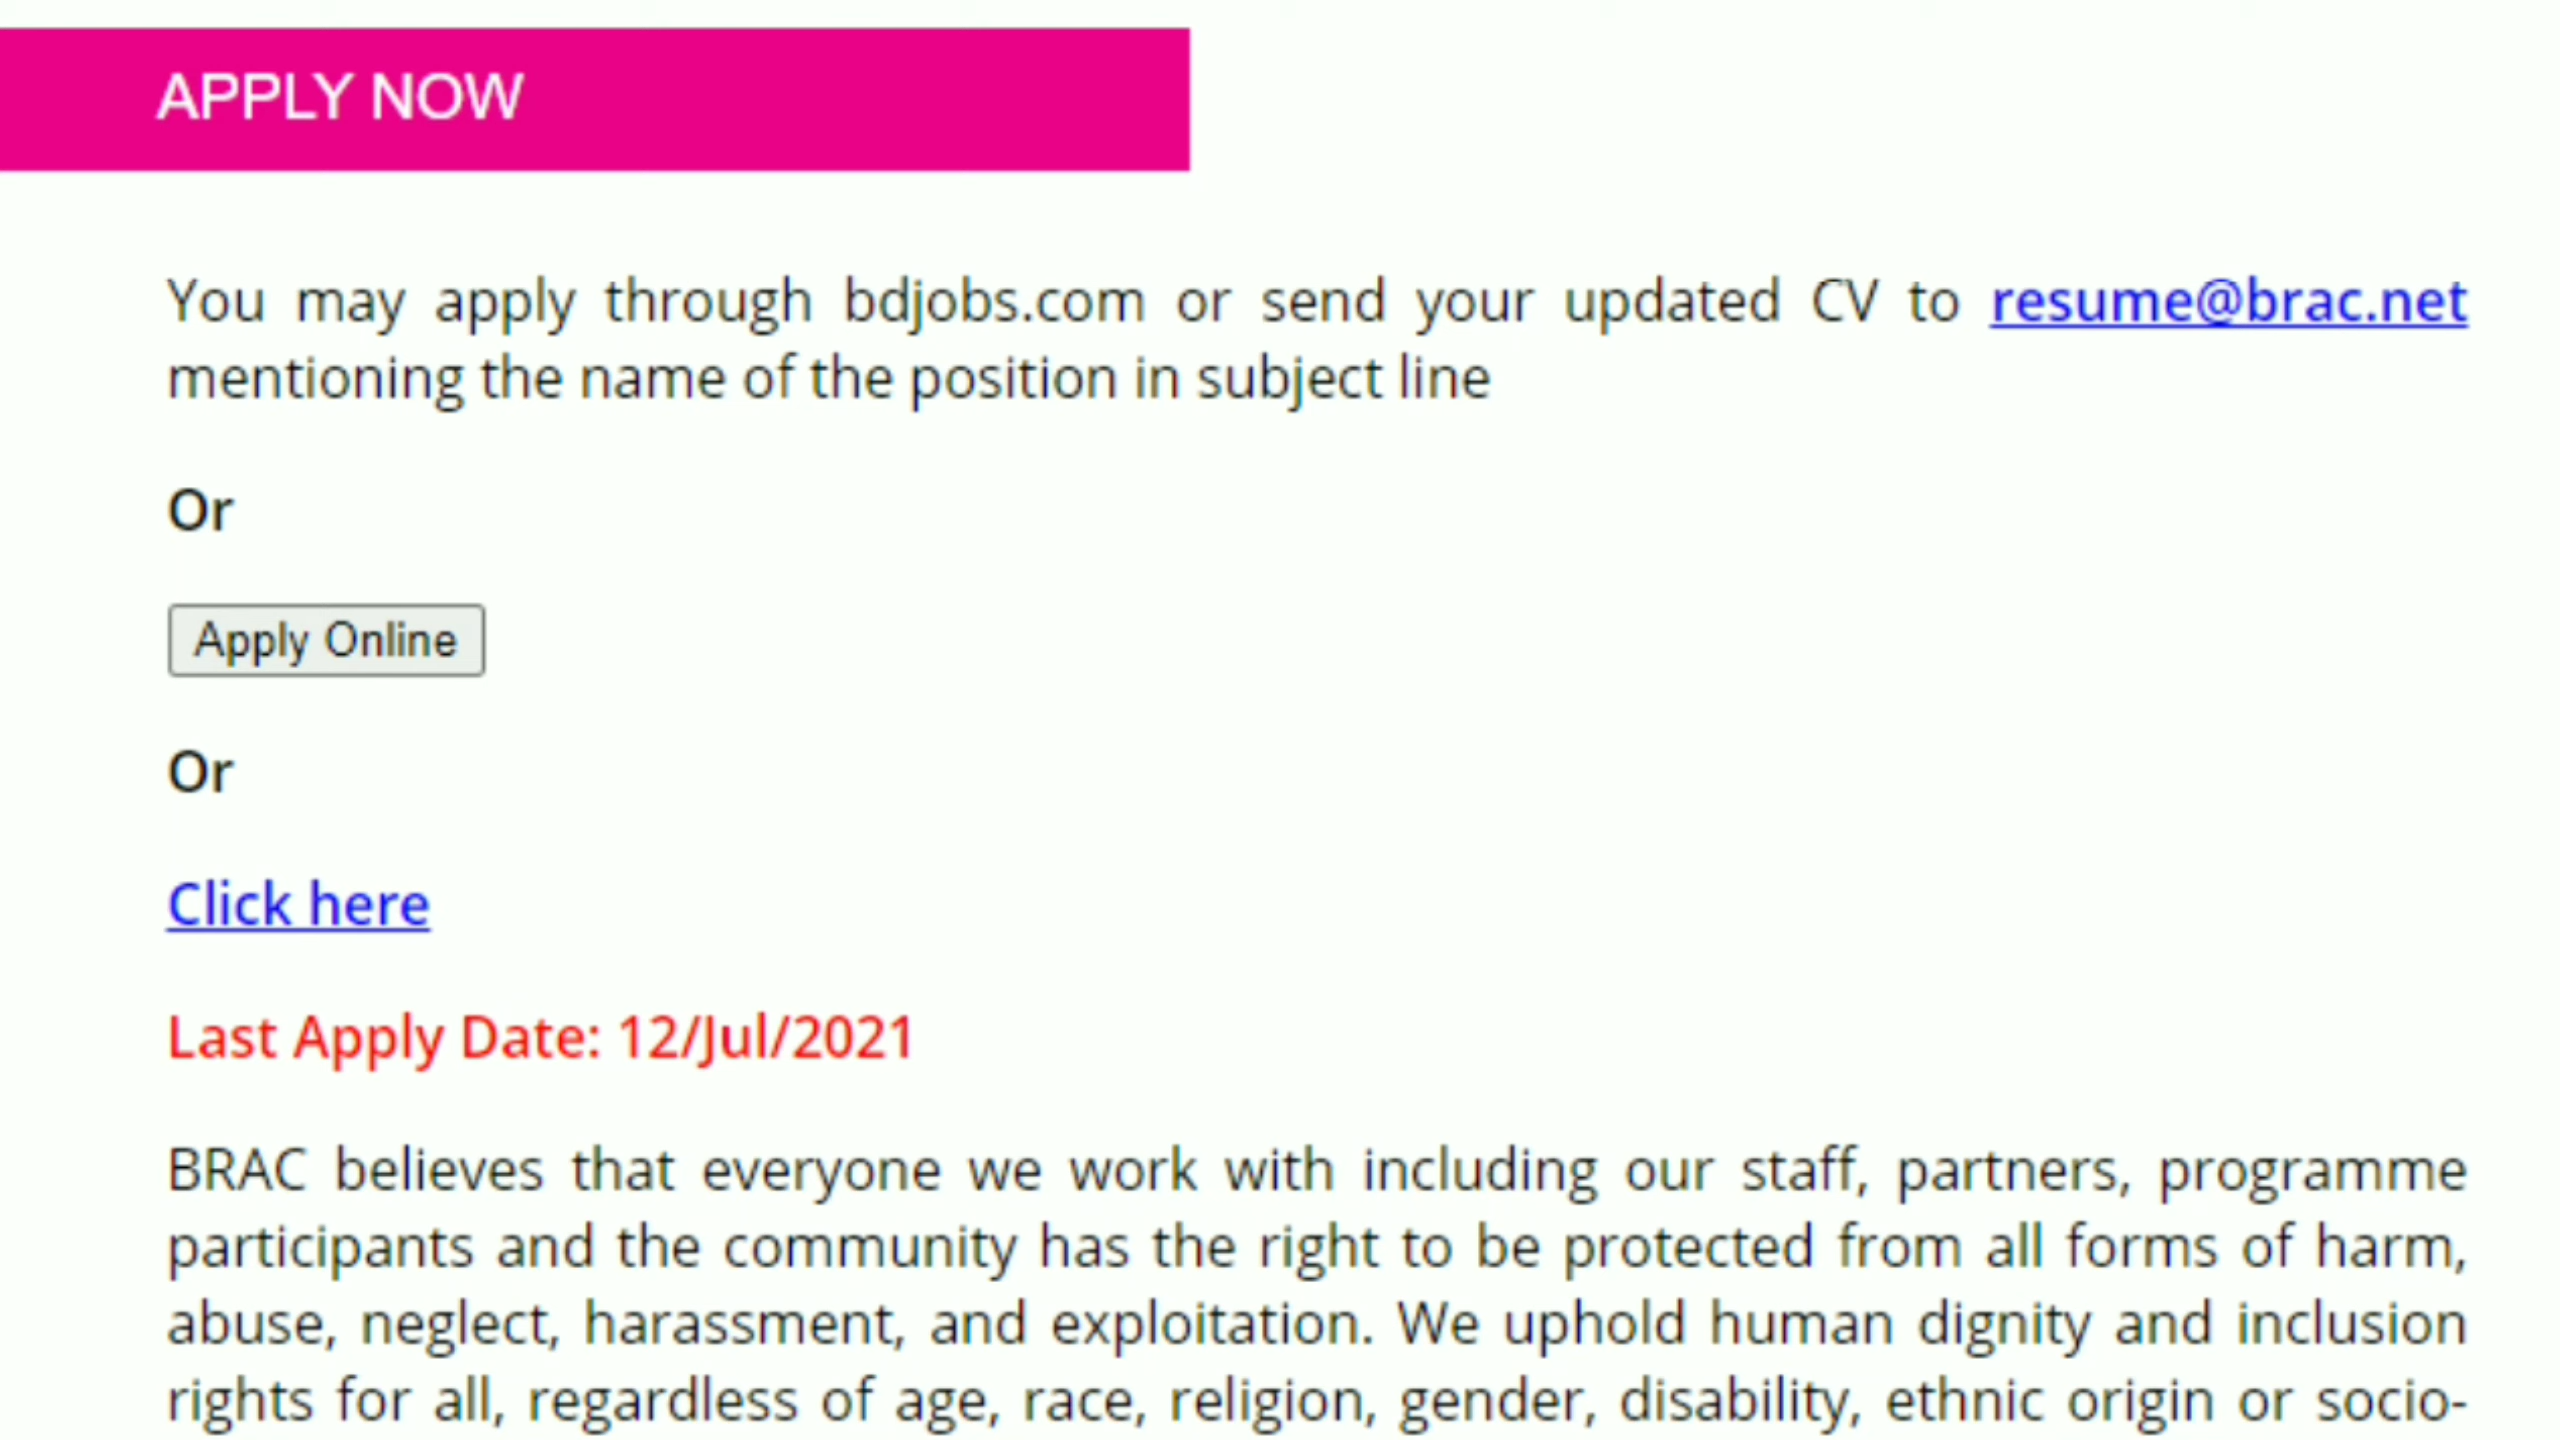 APPLY NOW
You may apply through bdjobs.com or send your updated CV to resume@brac.net
mentioning the name of the position in subject line
Or
Apply Online
Or
Click here
Last Apply Date: 12/Jul/2021
BRAC believes that everyone we work with including our staff, partners, programme
participants and the community has the right to be protected from all forms of harm,
abuse, neglect, harassment, and exploitation. We uphold human dignity and inclusion
rights for all, regardless of age, race, religion, gender, disability, ethnic origin or socio-